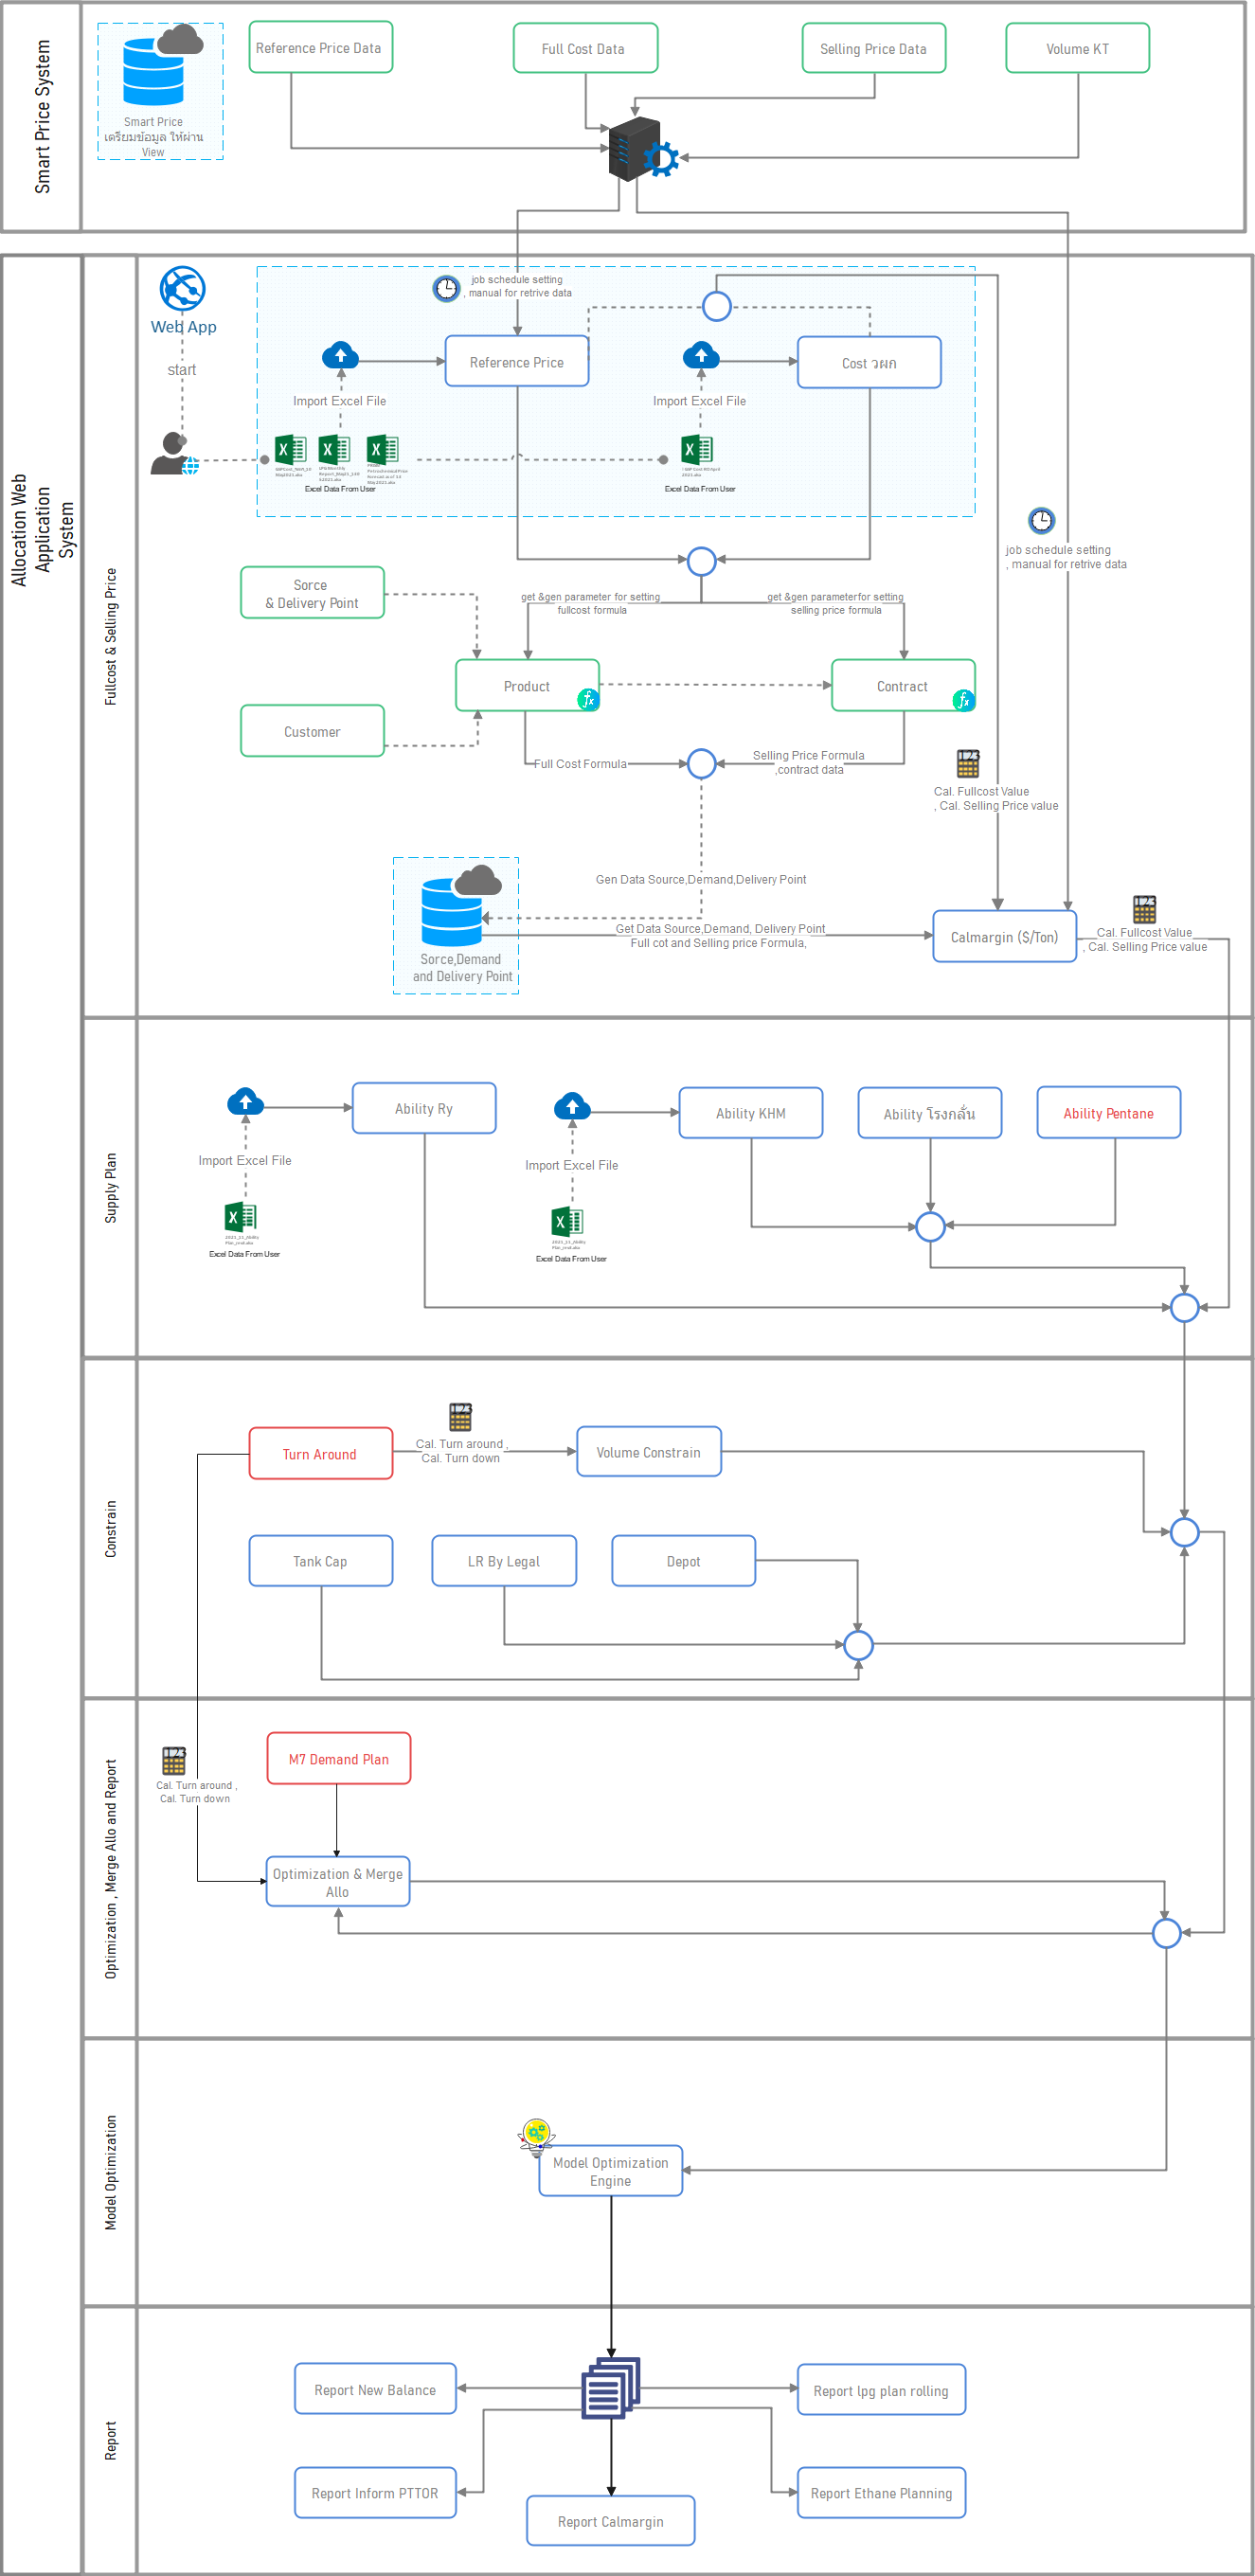 Smart Price System
Smart Price
เตรียมข้อมูล ให้ผ่าน
View
Reference Price Data
Full Cost Data
Selling Price Data
Volume KT
Allocation Web
Application
System
Fullcost & Selling Price
Web App
start
job schedule setting
, manual for retrive data
Reference Price
Cost วผก
Import Excel File
Import Excel File
Excel Data From User
Excel Data From User
job schedule setting
, manual for retrive data
Sorce
& Delivery Point
get &gen parameter for setting
fullcost formula
get &gen parameterfor setting
selling price formula
Product
Contract
Customer
Full Cost Formula
Selling Price Formula
,contract data
123
Cal. Fullcost Value
, Cal. Selling Price value
Gen Data Source,Demand,Delivery Point
Get Data Source,Demand, Delivery Point
Full cot and Selling price Formula,
Sorce,Demand
and Delivery Point
Calmargin ($/Ton)
123
Cal. Fullcost Value
, Cal. Selling Price value
Supply Plan
Ability Ry
Ability KHM
Ability โรงกลั่น
Ability Pentane
Import Excel File
Import Excel File
Excel Data From User
Excel Data From User
Constrain
Turn Around
123
Cal. Turn around ,
Cal. Turn down
Volume Constrain
Tank Cap
LR By Legal
Depot
Optimization , Merge Allo and Report
123
Cal. Turn around ,
Cal. Turn down
M7 Demand Plan
Optimization & Merge
Allo
Model Optimization
Model Optimization
Engine
Report
Report New Balance
Report lpg plan rolling
Report Inform PTTOR
Report Calmargin
Report Ethane Planning